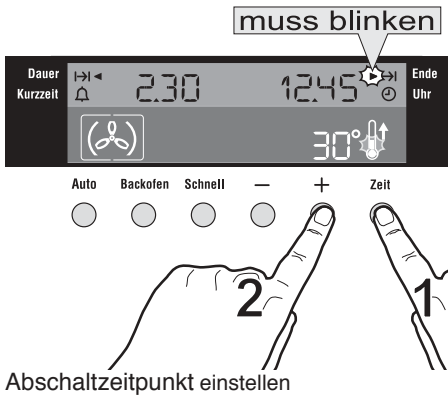 muss blinken
Dauer Ende
Kurzzeit 2.30 12.45 Uhr
30°
Auto Backofen Schnell – + Zeit
2 1
Abschaltzeitpunkt einstellen